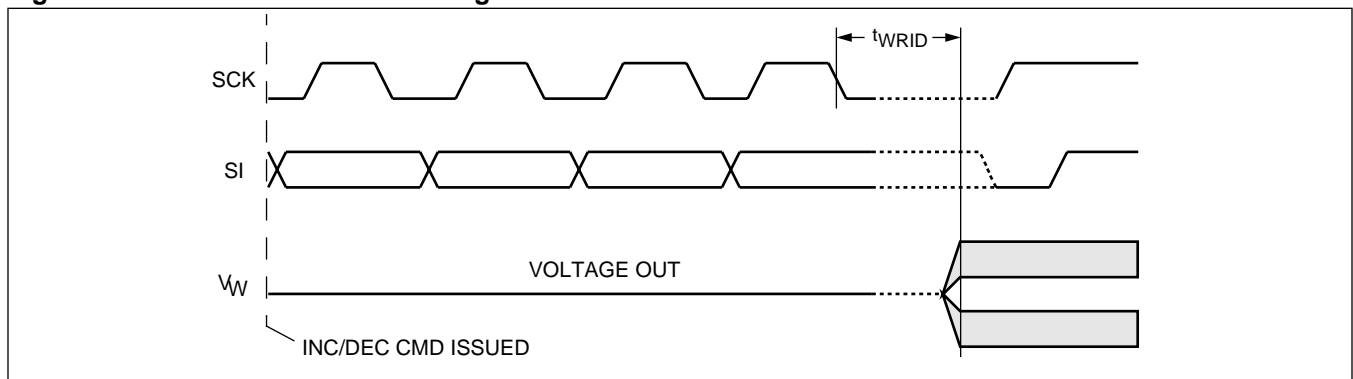 tWRID
SCK
SI
VOLTAGE OUT
VW
INC/DEC CMD ISSUED